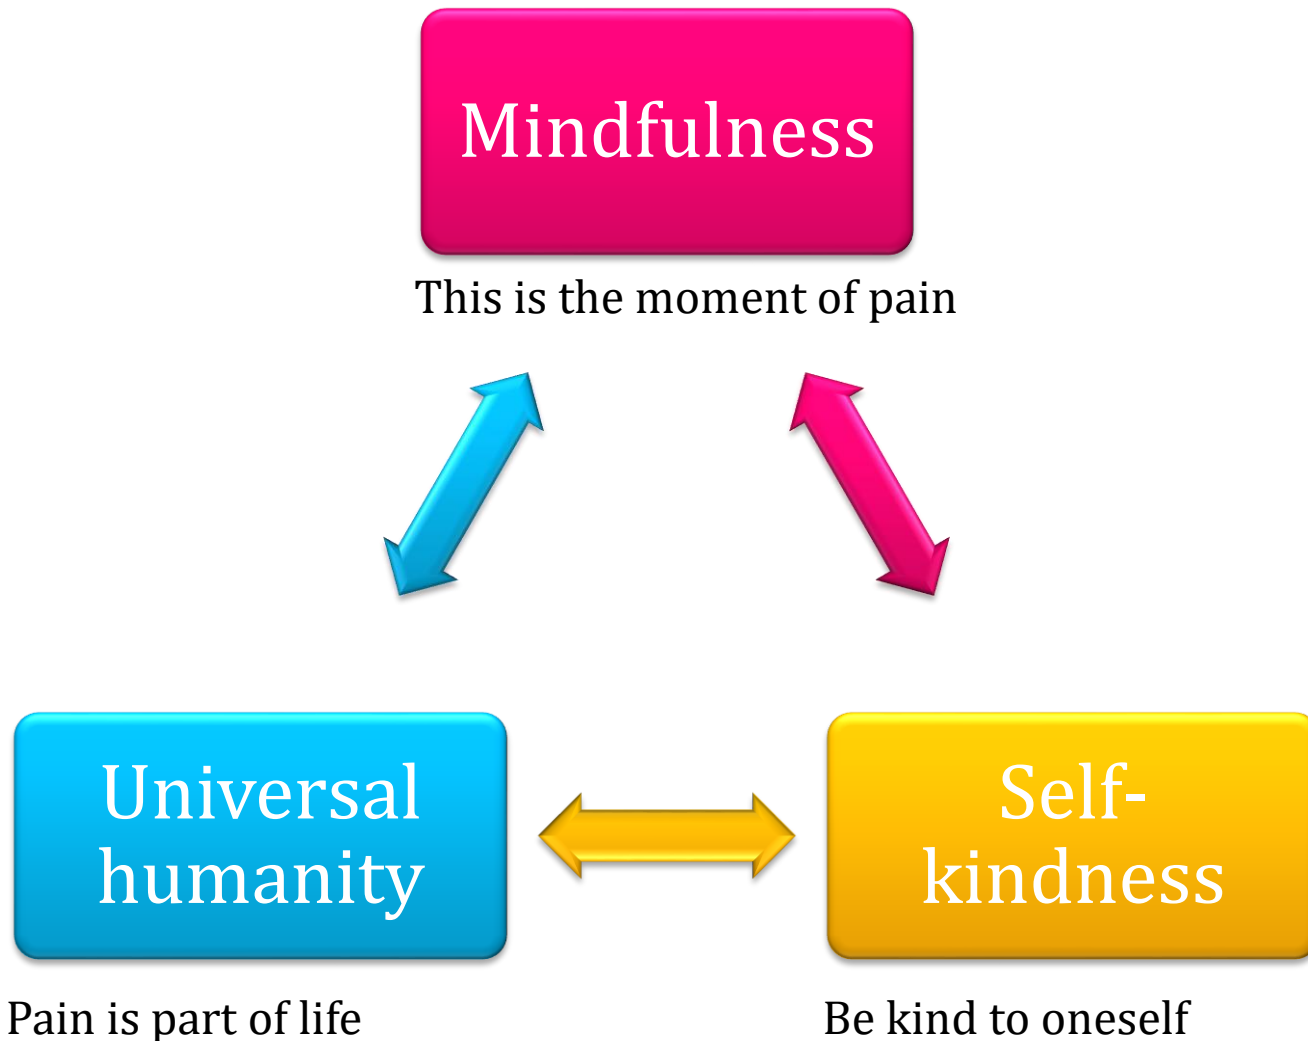 Mindfulness
This is the moment of pain
Universal
humanity
Pain is part of life
Self-
kindness
Be kind to oneself